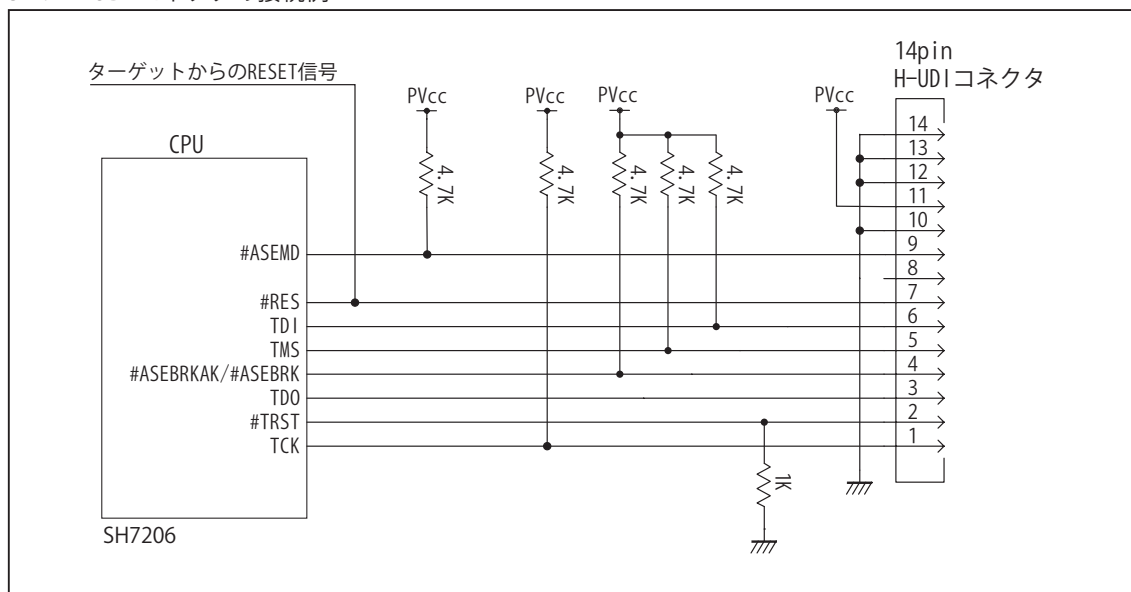 14pin
H-UDIコネクタ
ターゲットからのRESET信号
PVcc
PVcc
PVcc
PVcc
CPU
4.7K
4.7K
4.7K
4.7K
4.7K
14
13
12
11
10
#ASEMD
9
8
#RES
7
TDI
6
TMS
5
#ASEBRKAK/#ASEBRK
4
TDO
3
#TRST
2
TCK
1
1K
SH7206